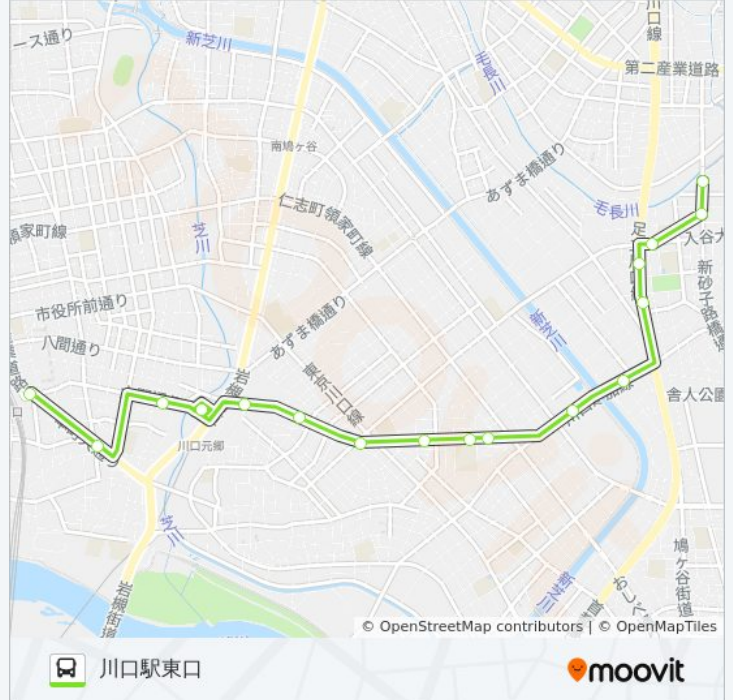 川口線
ース通り
新芝川
毛長川
第二産業道路
南鳩ヶ谷
あずま橋通り
仁志町領家町線
毛長川
芝川
家町線
入谷大
新砂子路橋通
市役所前通り
あずま橋通り
新芝川
八間通り
東京川口線
舎人公園
川口元郷
芝川
鳩ヶ谷街道
新芝川
おしべ
岩槻街道
© OpenStreetMap contributors | © OpenMapTiles
川口駅東口
moovit